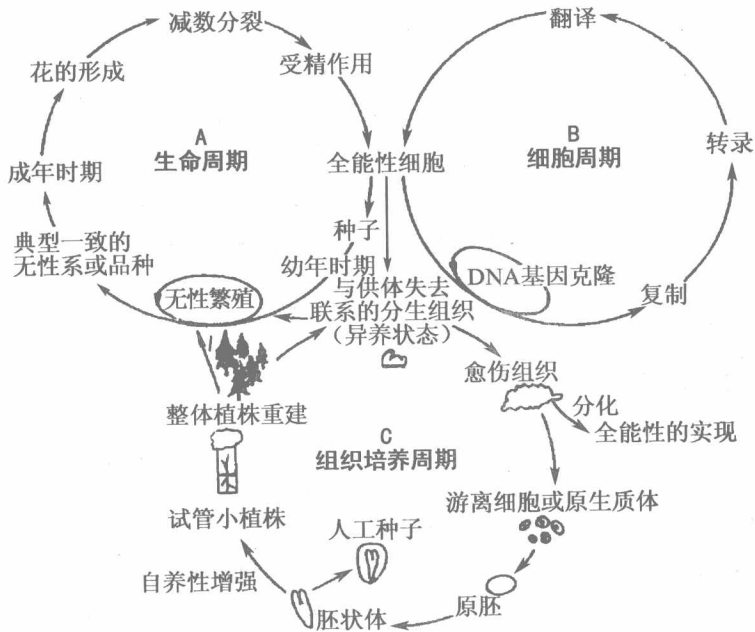 减数分裂
受精作用
花的形成
A
生命周期
成年时期
典型一致的
无性系或品种
无性繁殖
幼年时期
种子
全能性细胞
翻译
B
细胞周期
转录
DNA基因克隆
复制
与供体失去
联系的分生组织
（异养状态）
愈伤组织
分化
全能性的实现
整体植株重建
C
组织培养周期
游离细胞或原生质体
试管小植株
人工种子
自养性增强
胚状体
原胚